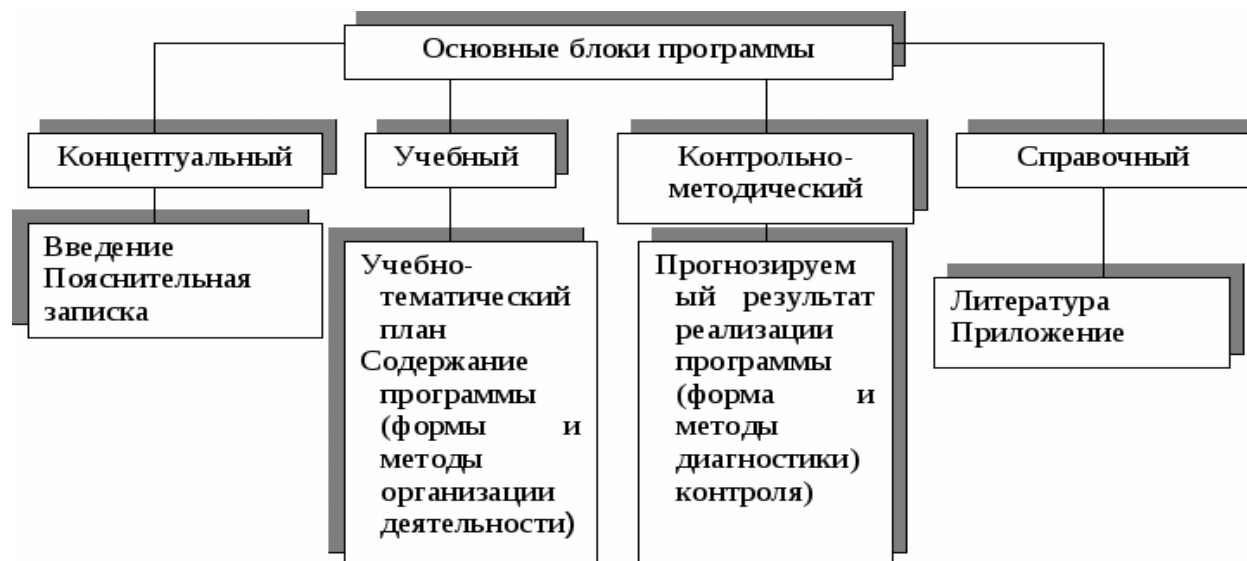 Основные блоки программы
Концептуальный
Учебный
Контрольно-
методический
Справочный
Введение
Пояснительная
записка
Учебно-
тематический
план
Содержание
программы
(формы и
методы
организации
деятельности)
Прогнозируем
ый результат
реализации
программы
(форма и
методы
диагностики)
контроля)
Литература
Приложение